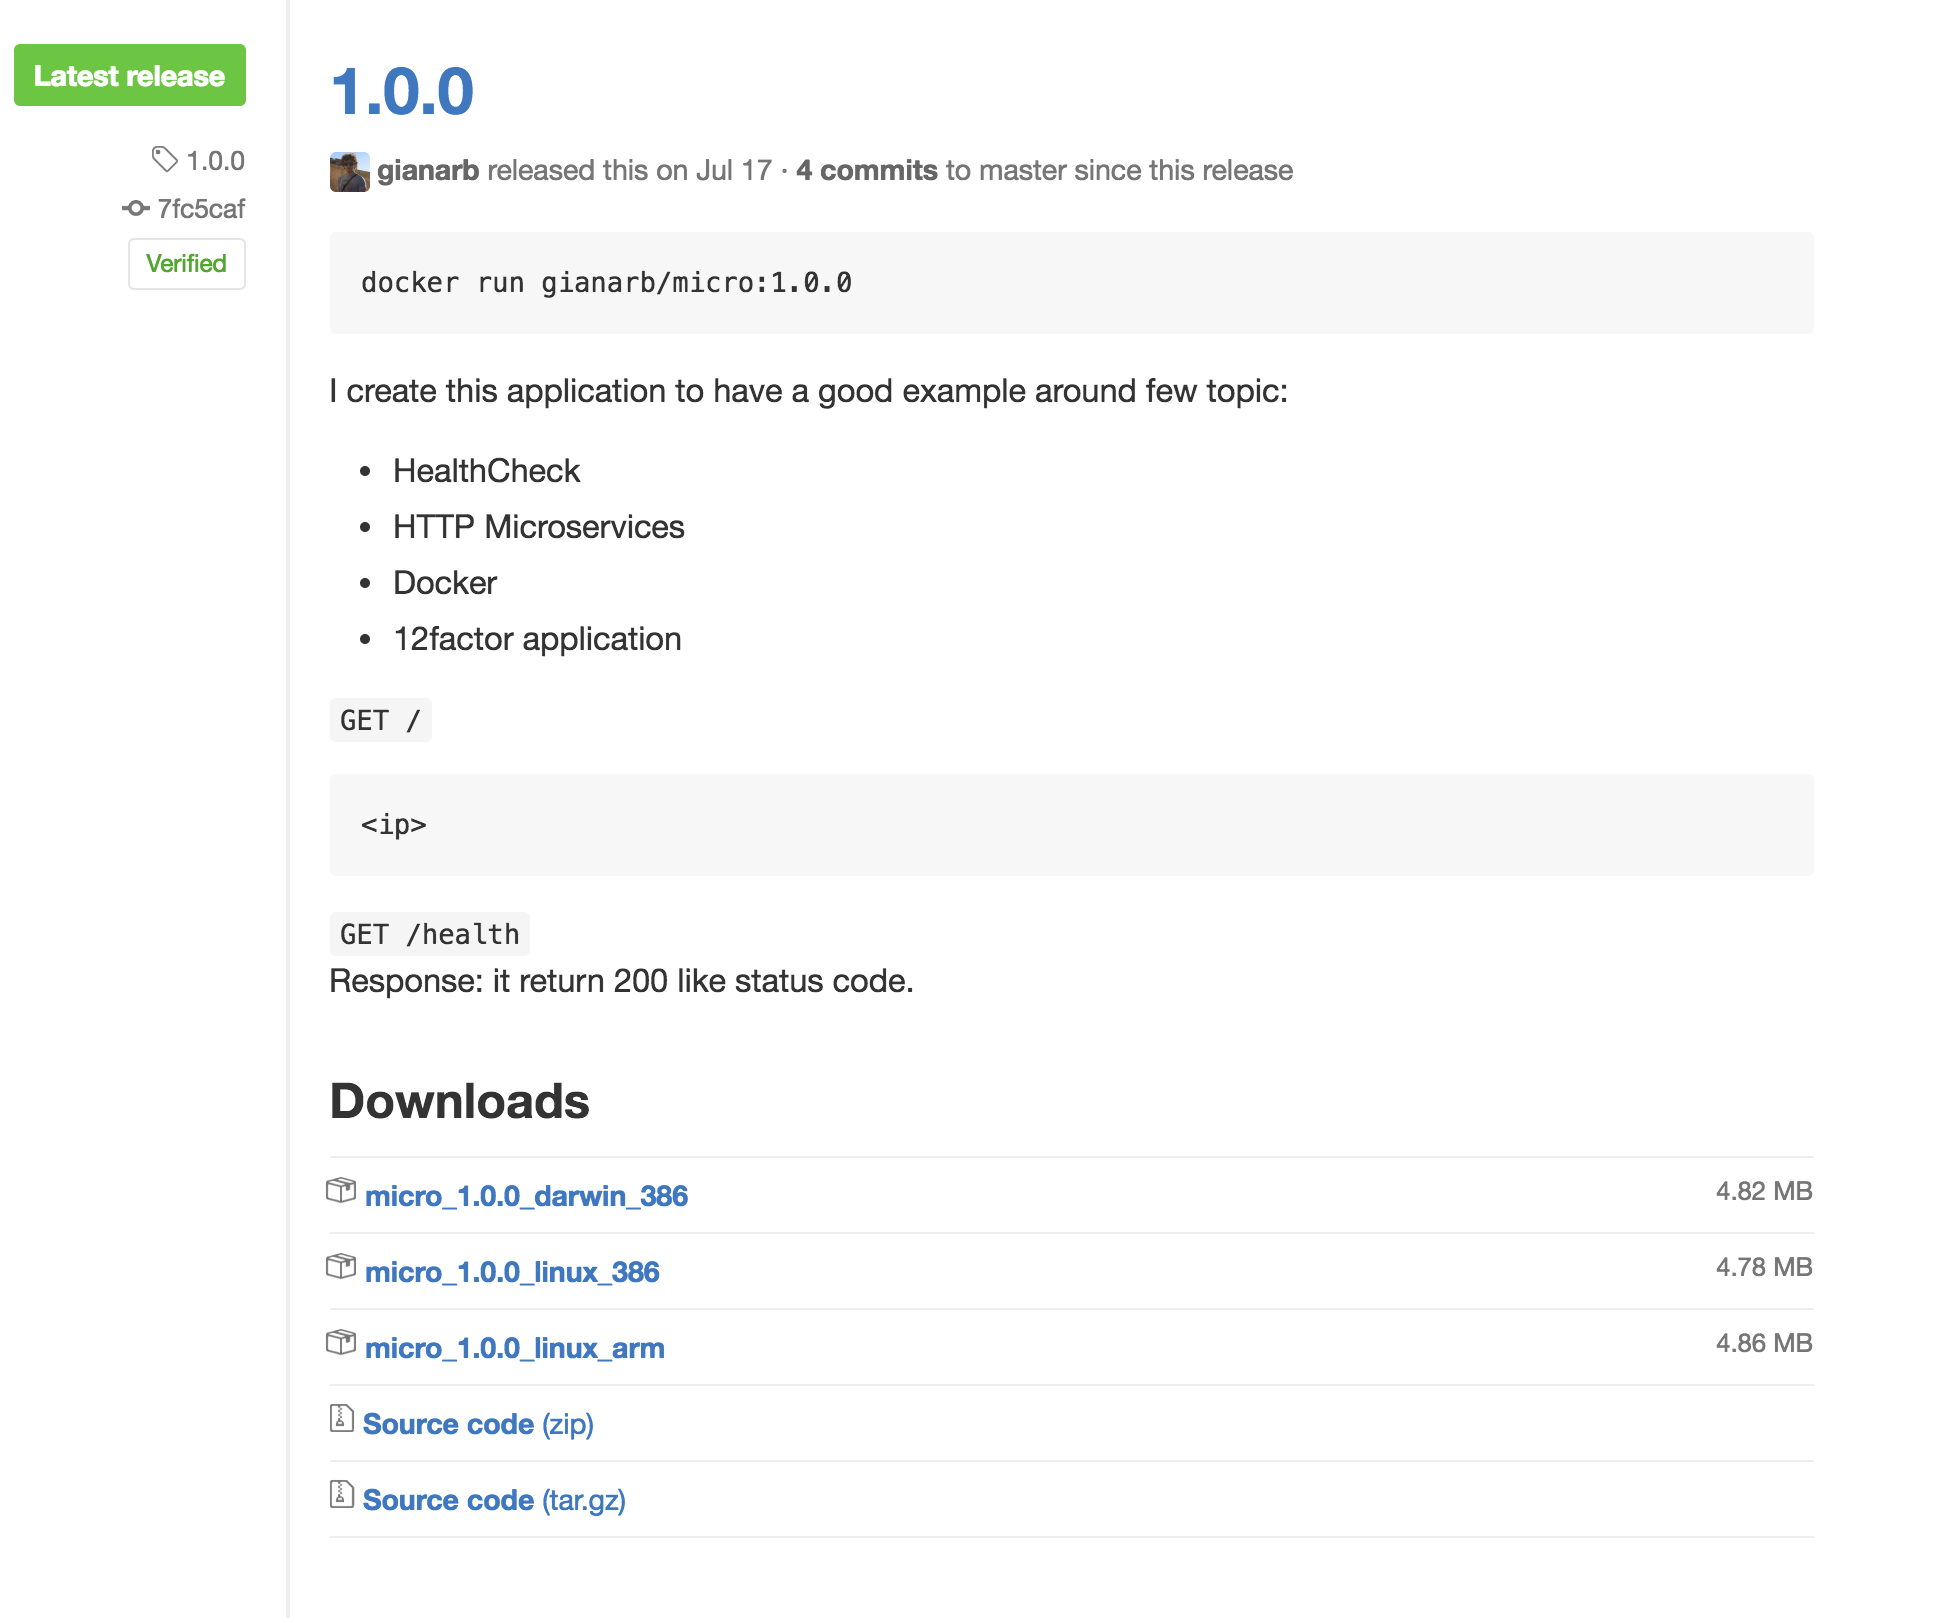 Latest release
1.0.0
7fc5caf
Verified
1.0.0
gianarb released this on Jul 17 · 4 commits to master since this release
docker run gianarb/micro:1.0.0
I create this application to have a good example around few topic:
• HealthCheck
• HTTP Microservices
• Docker
• 12factor application
GET /
<ip>
GET /health
Response: it return 200 like status code.
Downloads
micro_1.0.0_darwin_386 4.82 MB
micro_1.0.0_linux_386 4.78 MB
micro_1.0.0_linux_arm 4.86 MB
Source code (zip)
Source code (tar.gz)